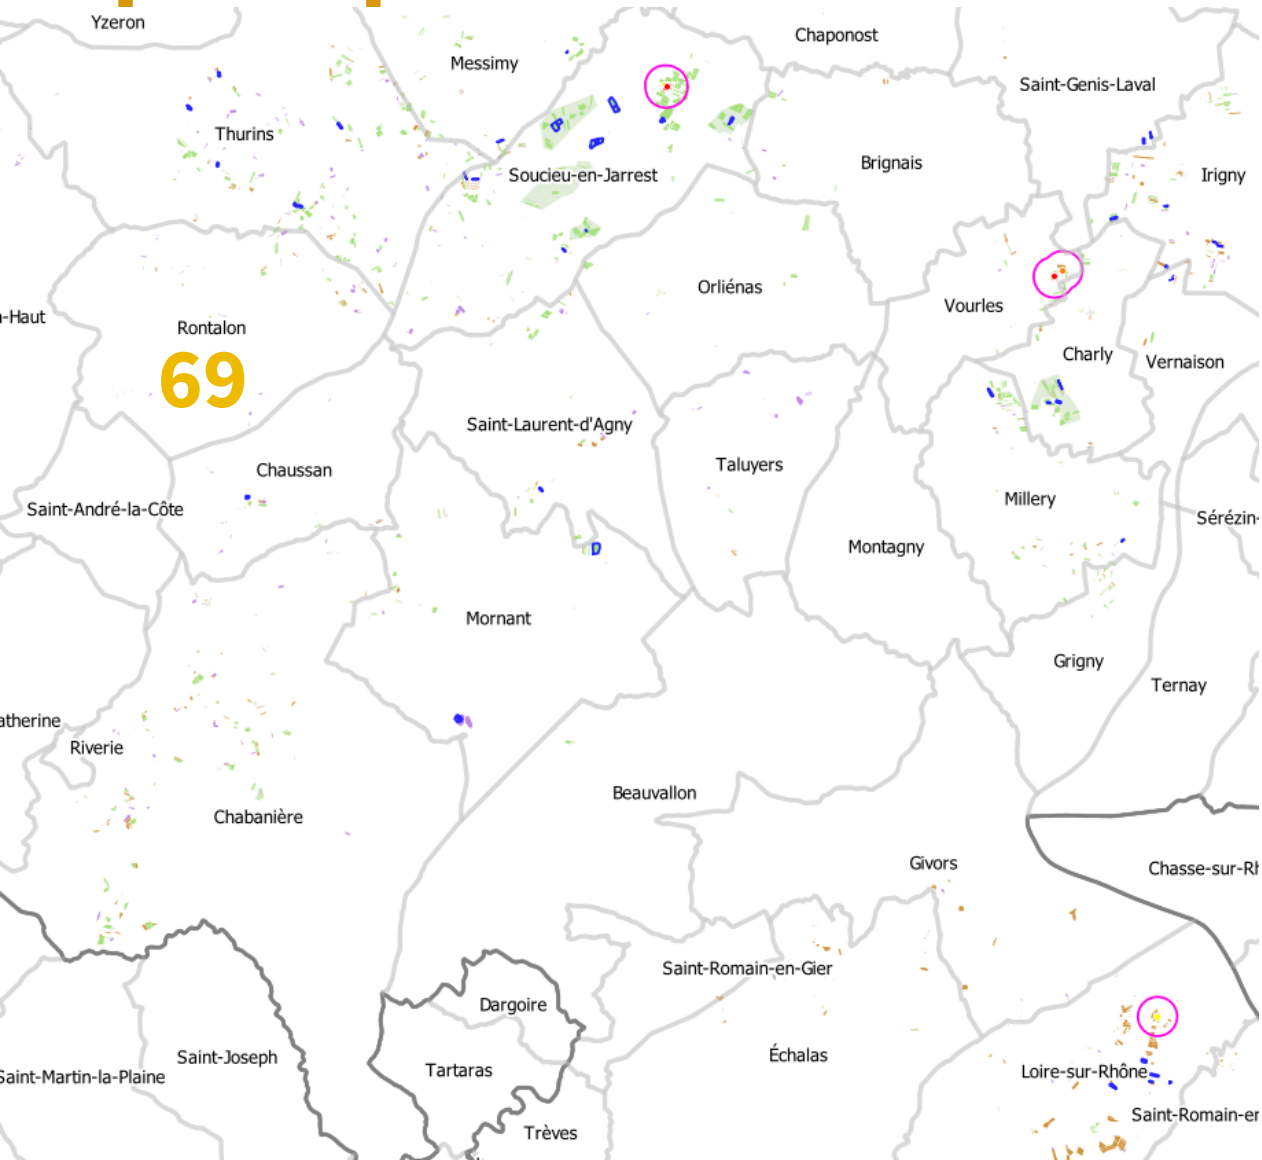 Yzeron
Chaponost
Messimy
Saint-Genis-Laval
Thurins
Brignais
Soucieu-en-Jarrest
Irigny
Orliénas
Vourles
-Haut
Rontalon
Charly
Vernaison
69
Saint-Laurent-d'Agny
Taluyers
Chaussan
Millery
Saint-André-la-Côte
Sérézin-
Montagny
Mornant
Grigny
Ternay
atherine
Riverie
Beauvallon
Chabanière
Givors
Chasse-sur-Rh
Saint-Romain-en-Gier
Dargoire
Saint-Joseph
Échalas
Tartaras
Loire-sur-Rhône
Saint-Martin-la-Plaine
Saint-Romain-en
Trèves